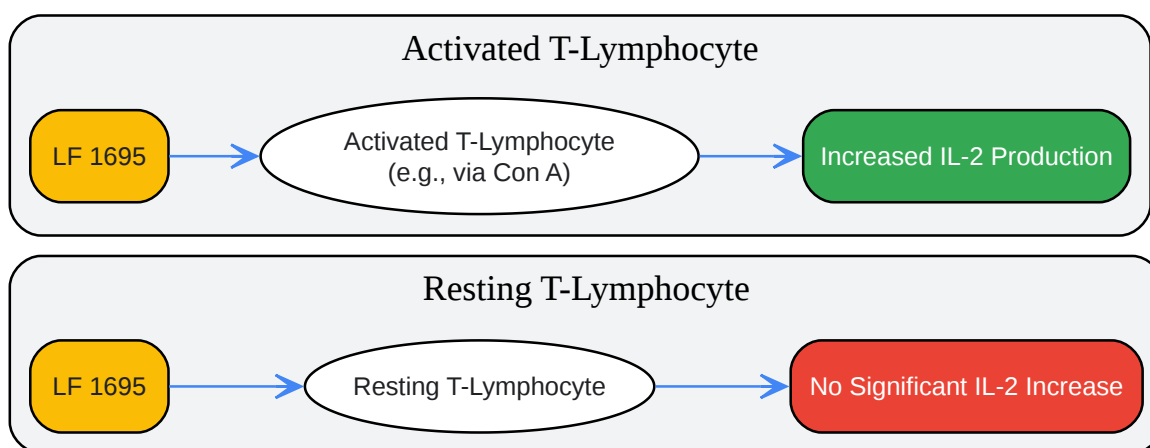 Activated T-Lymphocyte
LF 1695
Activated T-Lymphocyte
(e.g., via Con A)
Increased IL-2 Production
Resting T-Lymphocyte
LF 1695
Resting T-Lymphocyte
No Significant IL-2 Increase